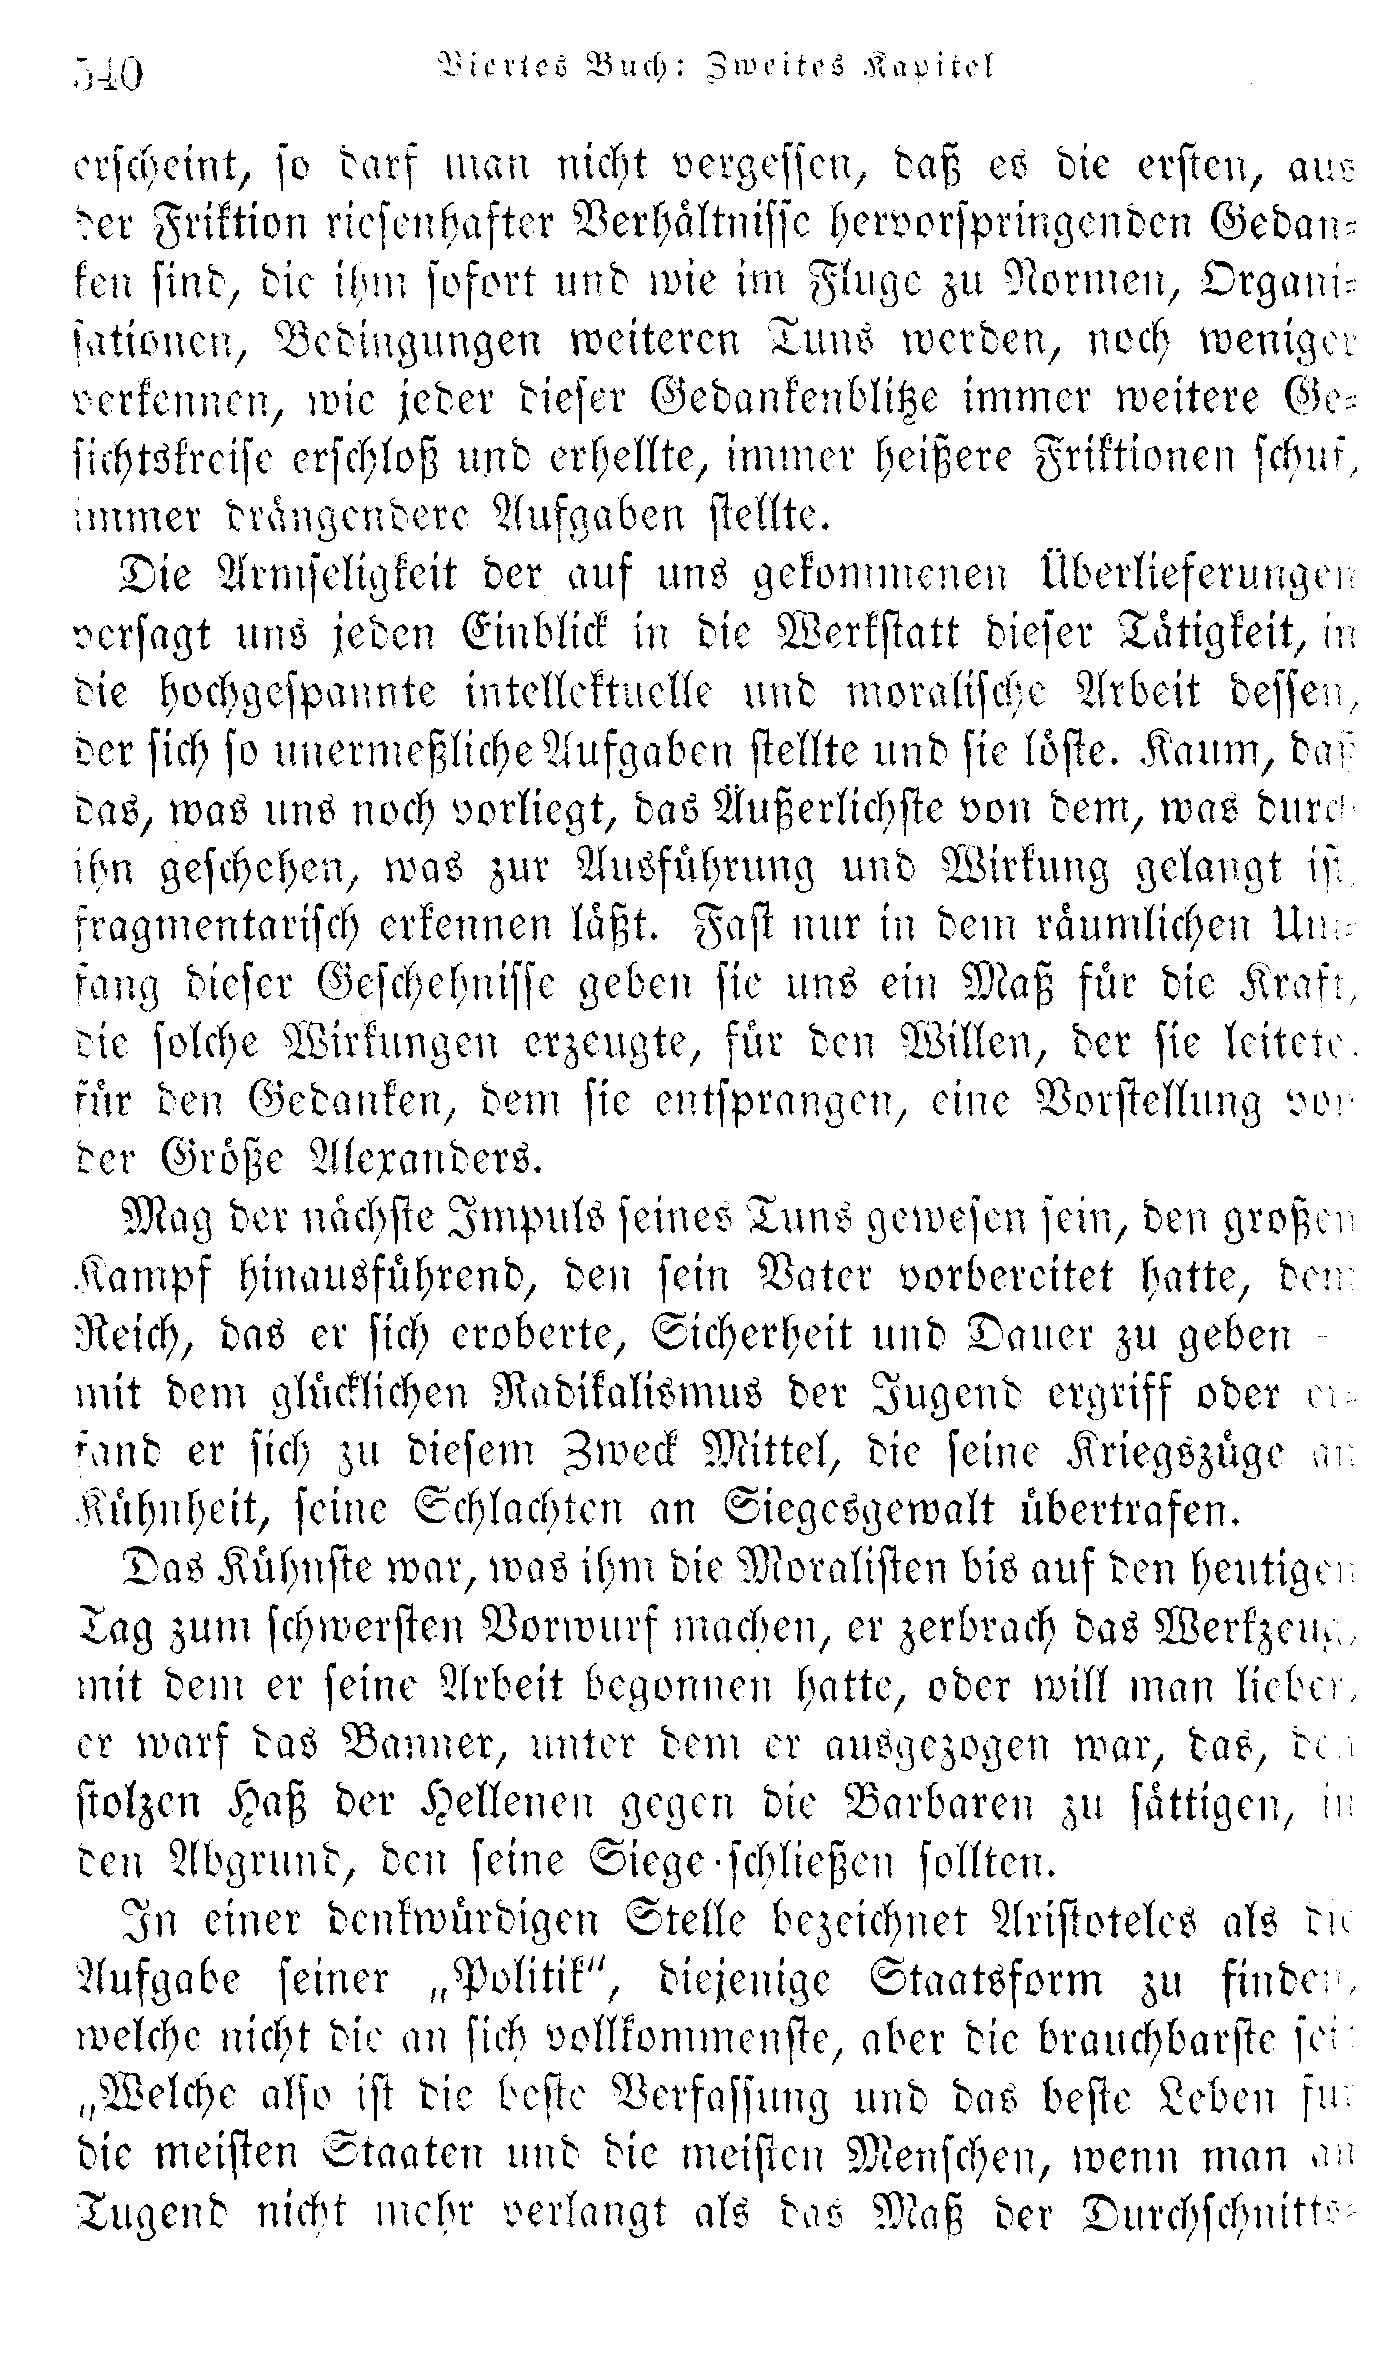 540 Viertes Buch: Zweites Kapitel
erscheint, so darf man nicht vergessen, daß es die ersten, aus
der Friktion riesenhafter Verhältnisse hervorspringenden Gedan-
ken sind, die ihm sofort und wie im Fluge zu Normen, Organi-
sationen, Bedingungen weiteren Tuns werden, noch weniger
verkennen, wie jeder dieser Gedankenblitze immer weitere Ge-
sichtskreise erschloß und erhellte, immer heißere Friktionen schuf,
immer drängendere Aufgaben stellte.
Die Armseligkeit der auf uns gekommenen Überlieferungen
versagt uns jeden Einblick in die Werkstatt dieser Tätigkeit, in
die hochgespannte intellektuelle und moralische Arbeit dessen,
der sich so unermeßliche Aufgaben stellte und sie löste. Kaum, daß
das, was uns noch vorliegt, das Äußerlichste von dem, was durch
ihn geschehen, was zur Ausführung und Wirkung gelangt ist,
fragmentarisch erkennen läßt. Fast nur in dem räumlichen Um-
fang dieser Geschehnisse geben sie uns ein Maß für die Kraft,
die solche Wirkungen erzeugte, für den Willen, der sie leitete,
für den Gedanken, dem sie entsprangen, eine Vorstellung von
der Größe Alexanders.
Mag der nächste Impuls seines Tuns gewesen sein, den großen
Kampf hinausführend, den sein Vater vorbereitet hatte, dem
Reich, das er sich eroberte, Sicherheit und Dauer zu geben –
mit dem glücklichen Radikalismus der Jugend ergriff oder er-
fand er sich zu diesem Zweck Mittel, die seine Kriegszüge an
Kühnheit, seine Schlachten an Siegesgewalt übertrafen.
Das Kühnste war, was ihm die Moralisten bis auf den heutigen
Tag zum schwersten Vorwurf machen, er zerbrach das Werkzeug,
mit dem er seine Arbeit begonnen hatte, oder will man lieber,
er warf das Banner, unter dem er ausgezogen war, das, den
stolzen Haß der Hellenen gegen die Barbaren zu sättigen, in
den Abgrund, den seine Siege schließen sollten.
In einer denkwürdigen Stelle bezeichnet Aristoteles als die
Aufgabe seiner „Politik“, diejenige Staatsform zu finden,
welche nicht die an sich vollkommenste, aber die brauchbarste sei:
„Welche also ist die beste Verfassung und das beste Leben für
die meisten Staaten und die meisten Menschen, wenn man an
Tugend nicht mehr verlangt als das Maß der Durchschnitts-